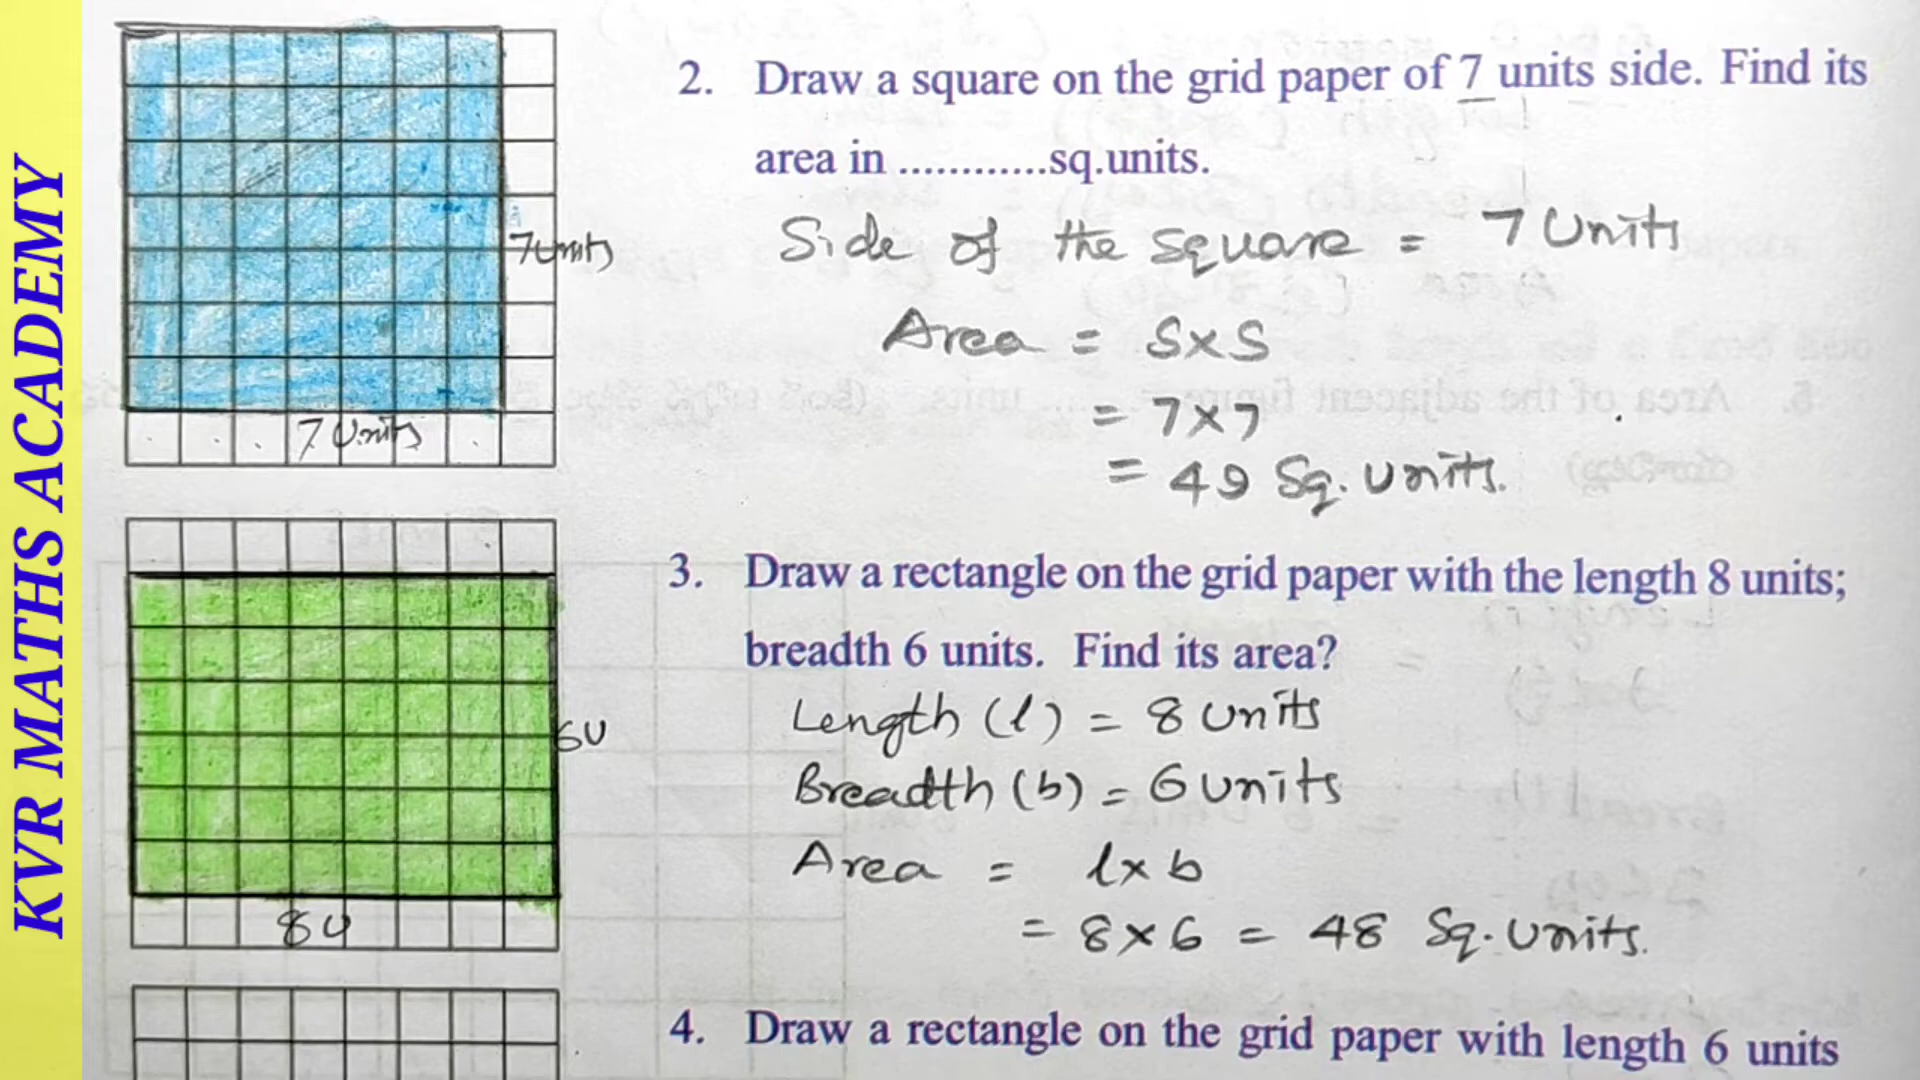 KVR MATHS ACADEMY
7 Units
7 Units
2. Draw a square on the grid paper of 7 units side. Find its
area in ............sq.units.
Side of the square = 7 Units
Area = S×S
= 7×7
= 49 Sq. units.
6U
8U
3. Draw a rectangle on the grid paper with the length 8 units;
breadth 6 units. Find its area?
Length (l) = 8 units
Breadth (b) = 6 units
Area = l×b
= 8×6 = 48 Sq. units.
4. Draw a rectangle on the grid paper with length 6 units